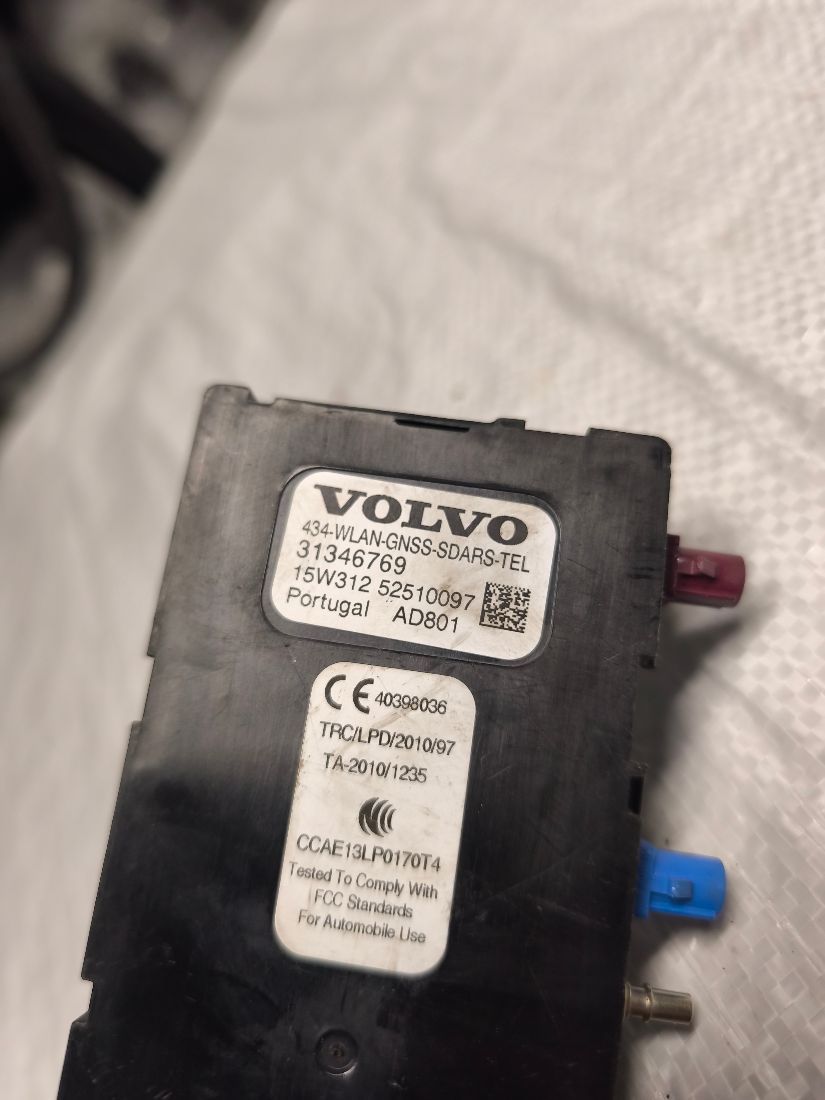 VOLVO
434-WLAN-GNSS-SDARS-TEL
31346769
15W312 52510097
Portugal AD801
CE 40398036
TRC/LPD/2010/97
TA-2010/1235
CCAE13LP0170T4
Tested To Comply With
FCC Standards
For Automobile Use